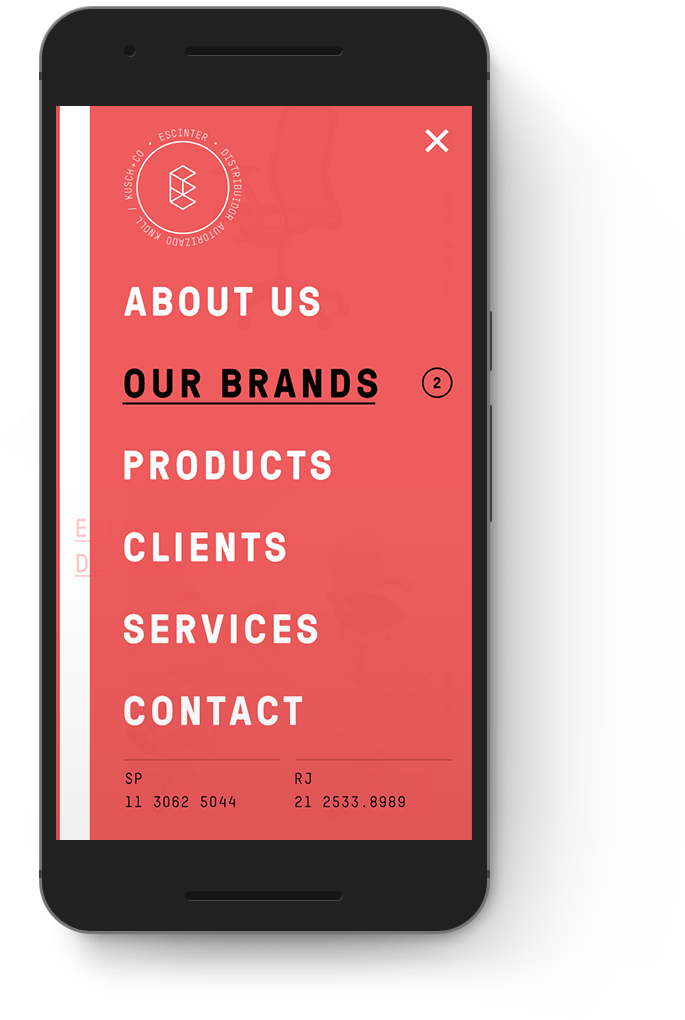 ESCINTER • DISTRIBUIDOR AUTORIZADO KNOLL / KUSCH+CO •
ABOUT US
OUR BRANDS 2
PRODUCTS
CLIENTS
SERVICES
CONTACT
SP RJ
11 3062 5044 21 2533.8989